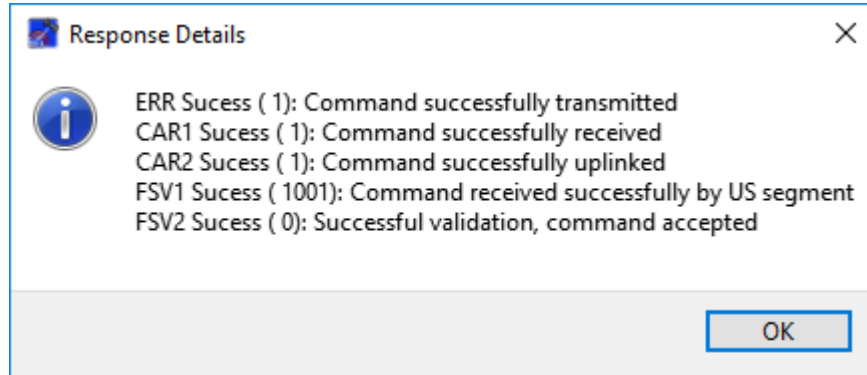 Response Details
ERR Sucess ( 1): Command successfully transmitted
CAR1 Sucess ( 1): Command successfully received
CAR2 Sucess ( 1): Command successfully uplinked
FSV1 Sucess ( 1001): Command received successfully by US segment
FSV2 Sucess ( 0): Successful validation, command accepted
OK